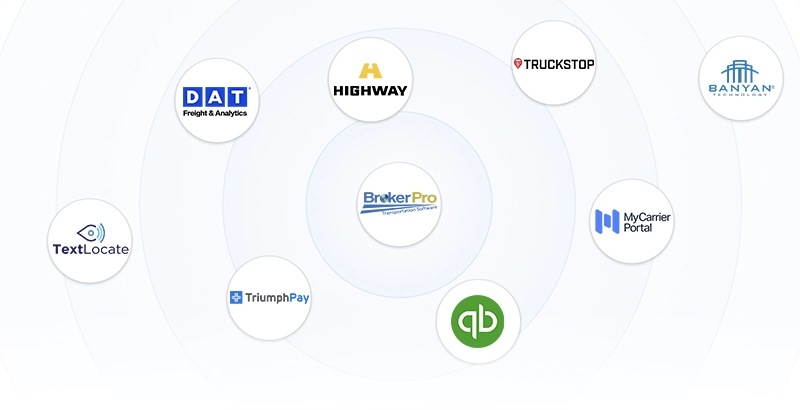 TRUCKSTOP
HIGHWAY
BANYAN®
TECHNOLOGY
DAT
Freight & Analytics
BrokerPro
Transportation Software
MyCarrier
Portal
TextLocate
TriumphPay
qb